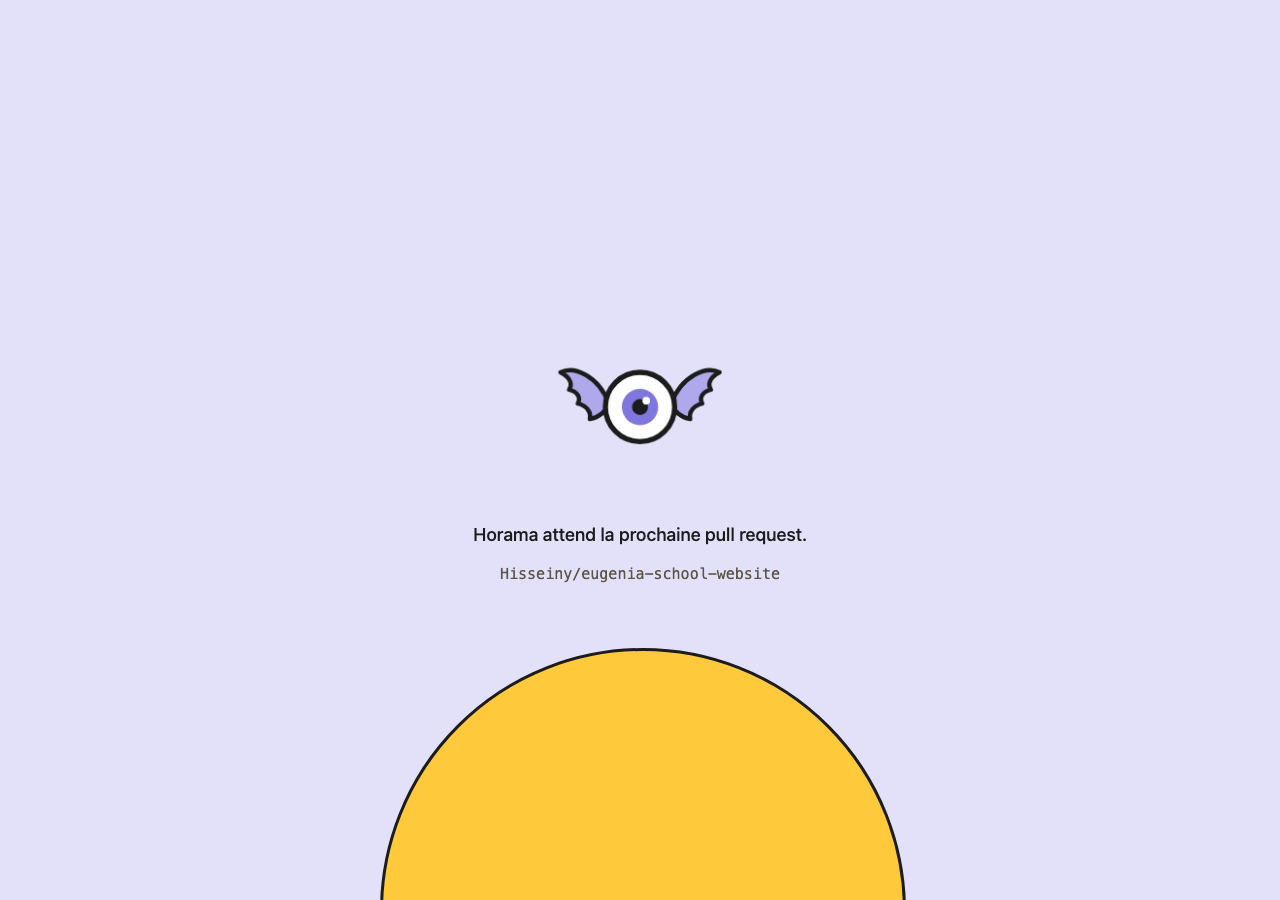 Horama attend la prochaine pull request.
Hisseiny/eugenia-school-website